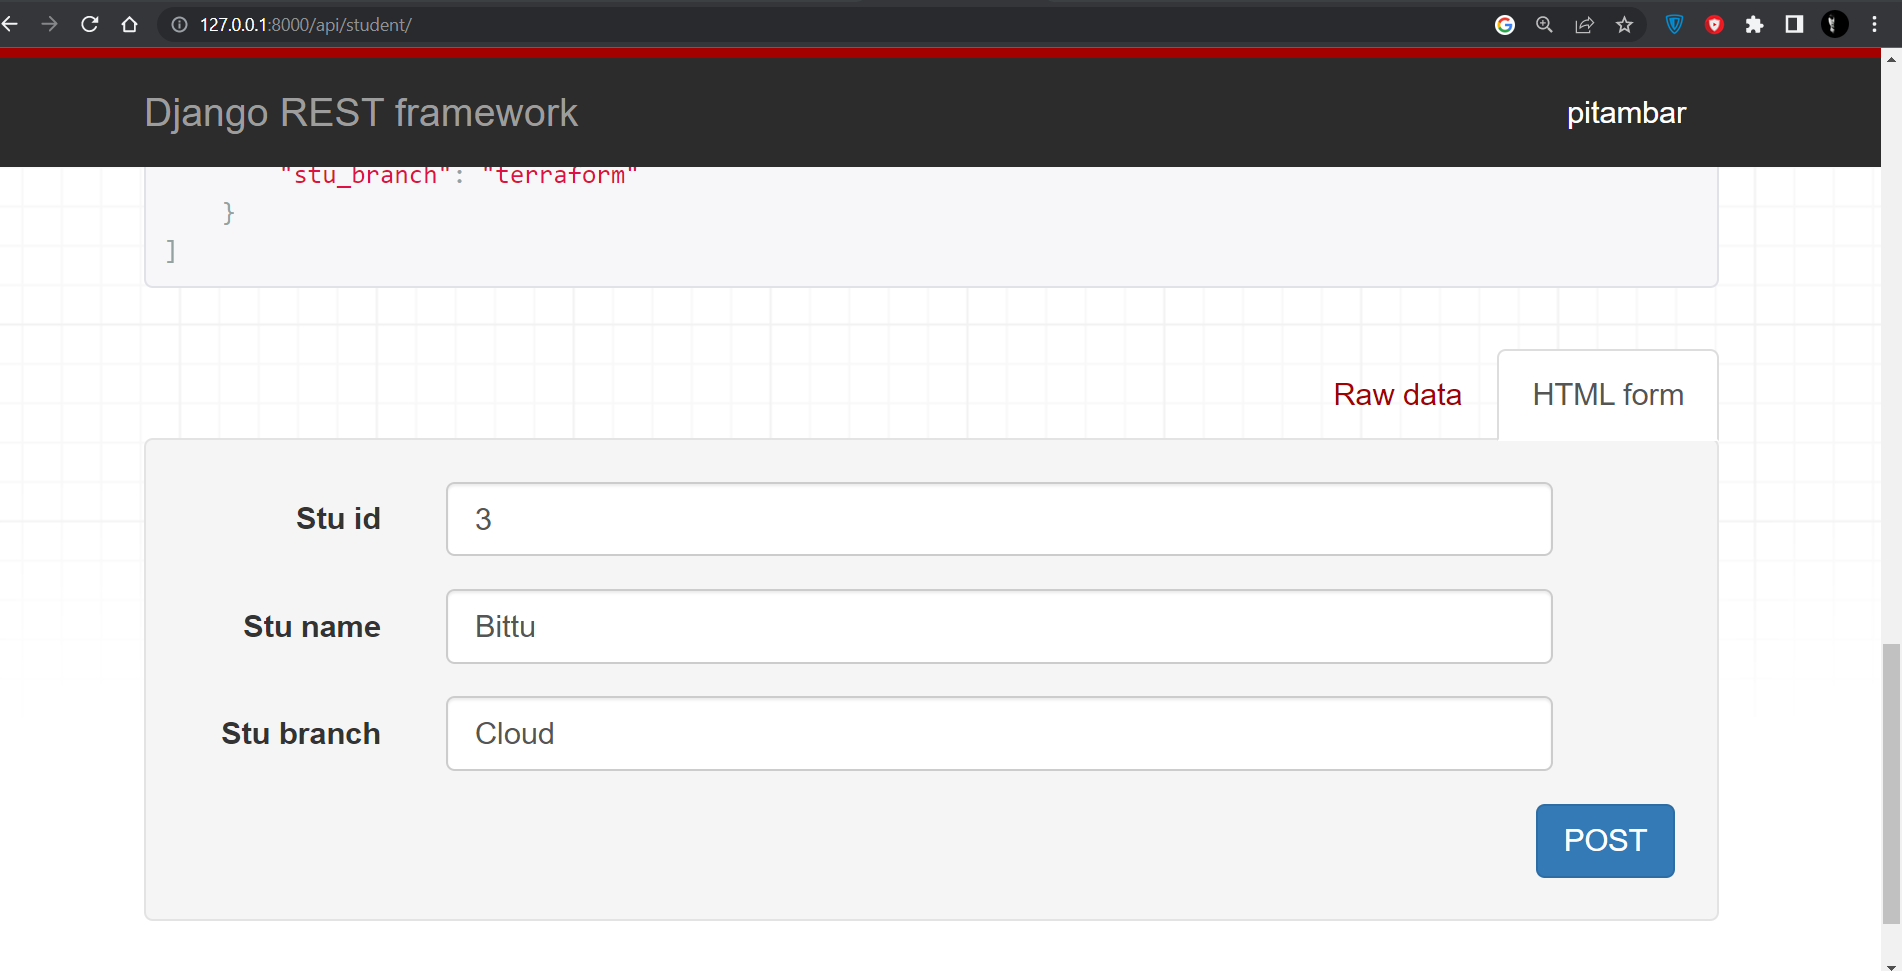 127.0.0.1:8000/api/student/
Django REST framework
pitambar
"stu_branch": "terraform"
}
]
Raw data
HTML form
Stu id
3
Stu name
Bittu
Stu branch
Cloud
POST